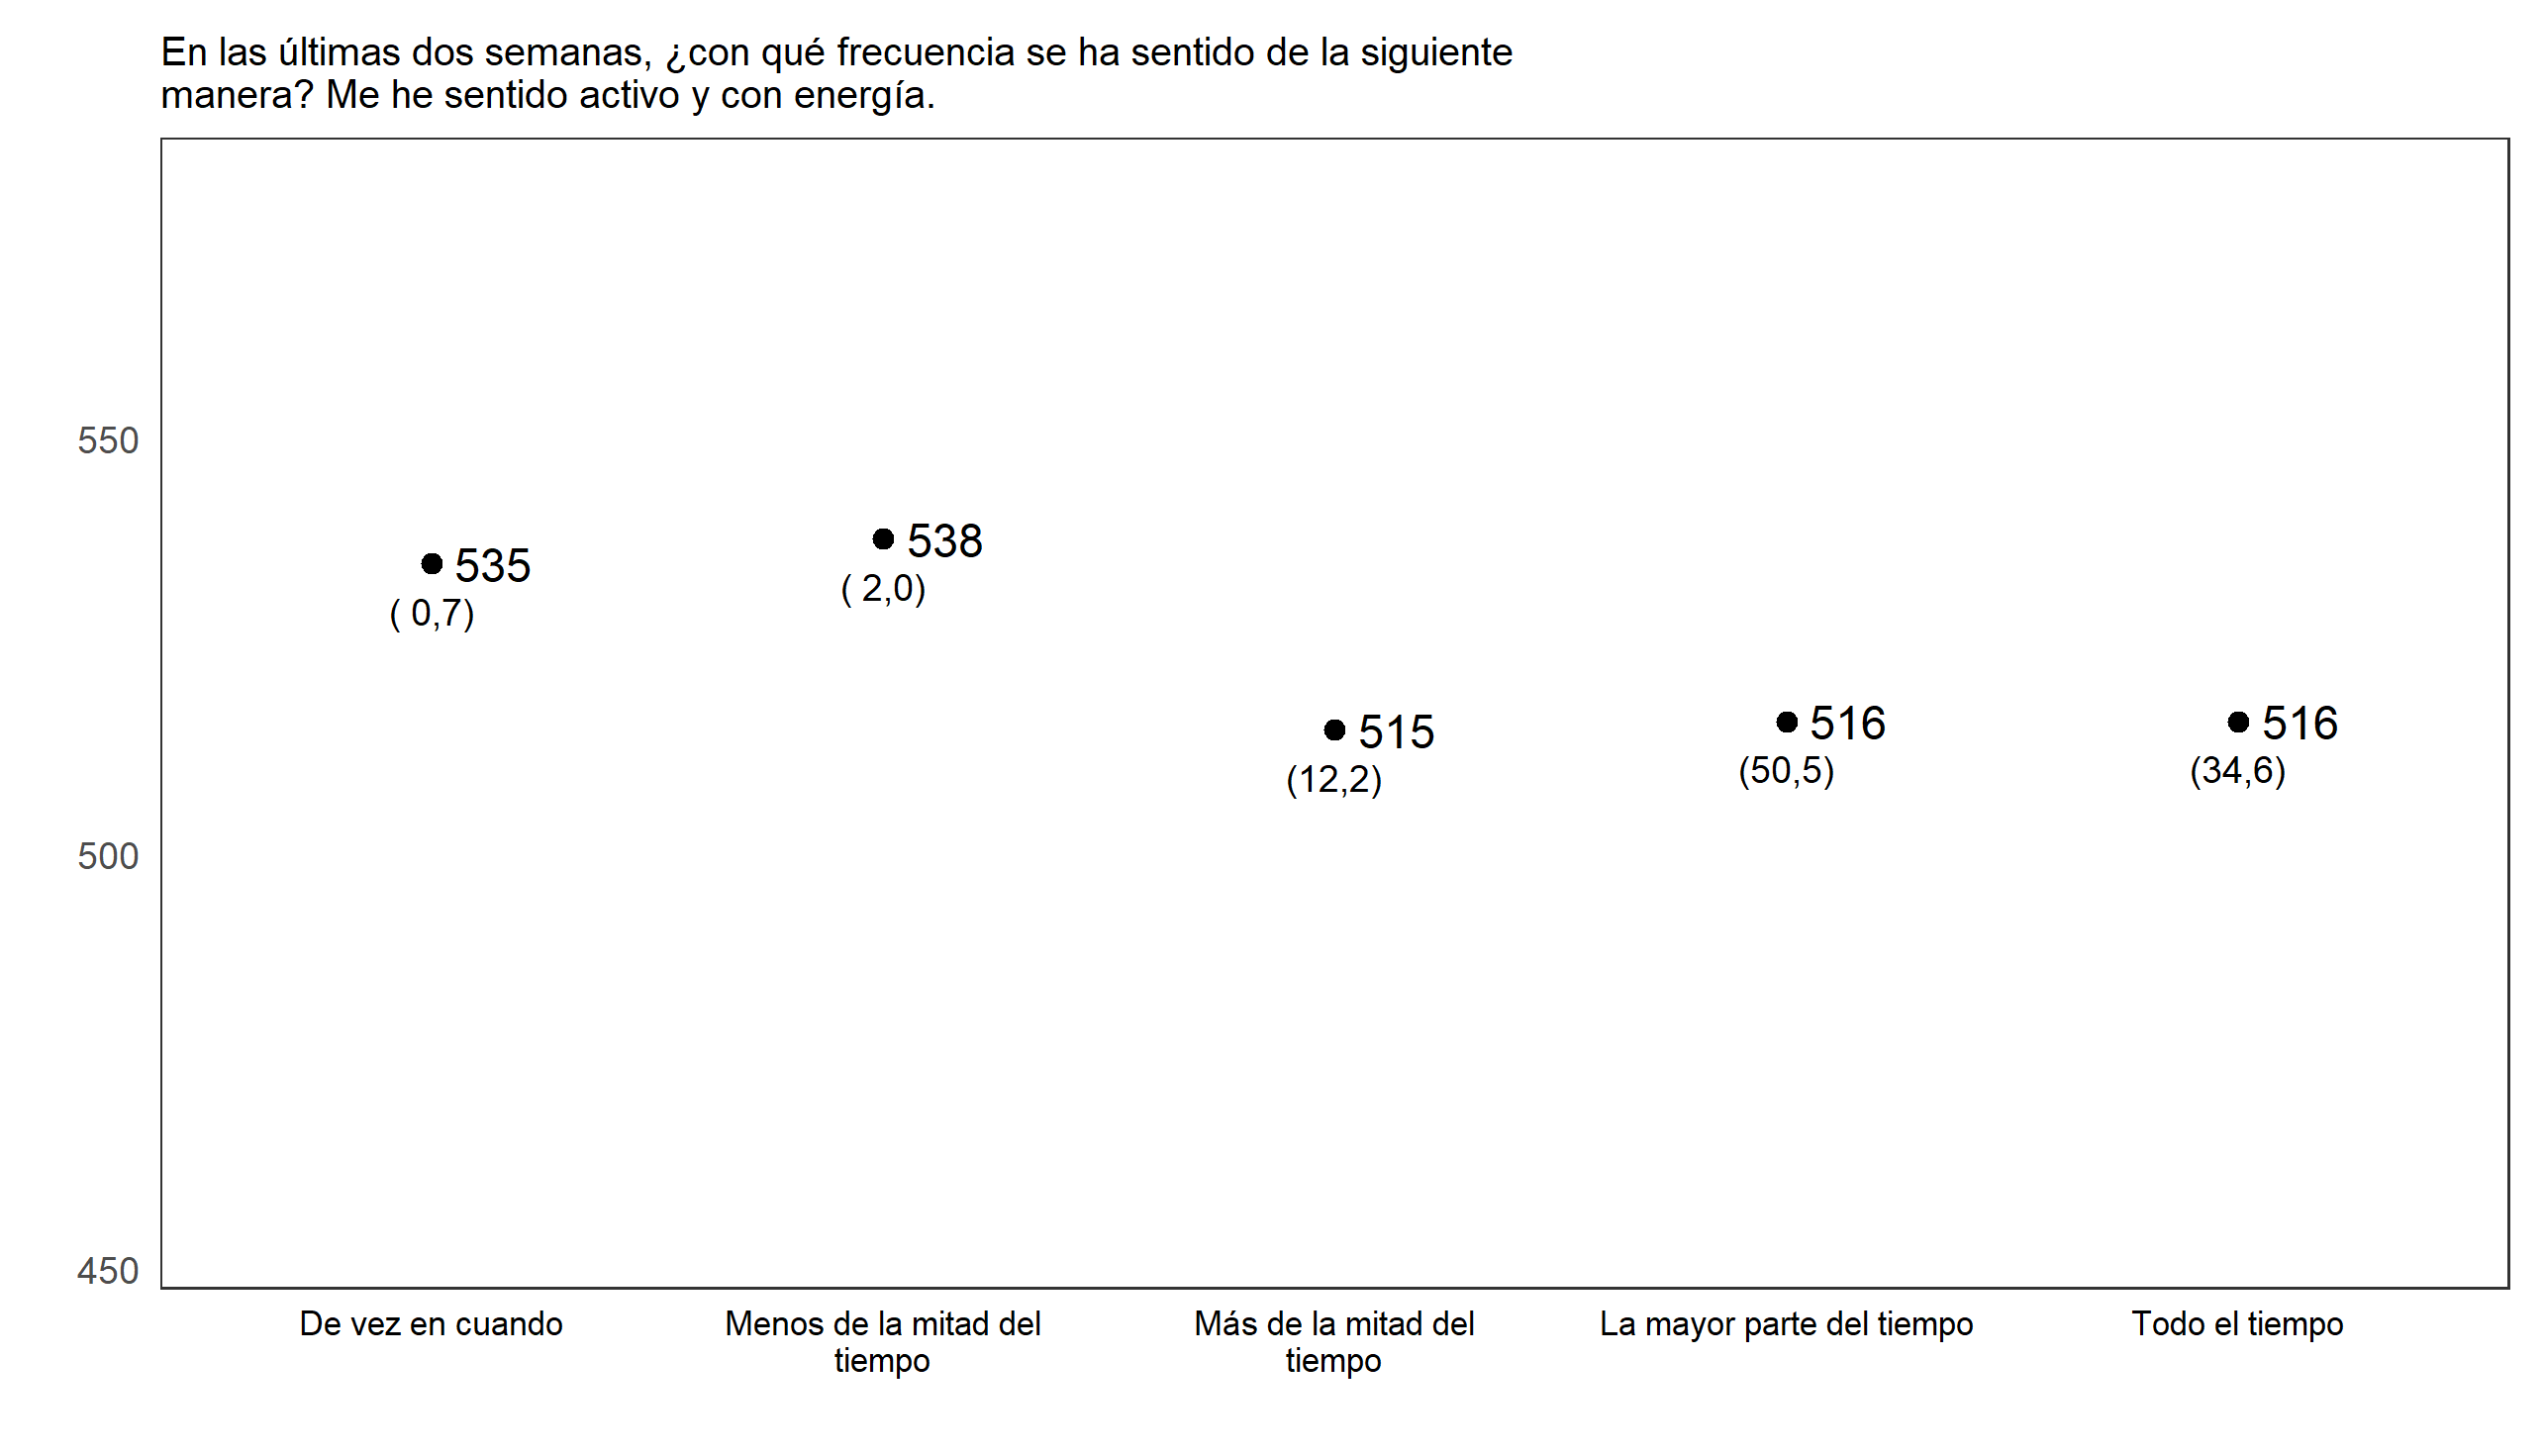 En las últimas dos semanas, ¿con qué frecuencia se ha sentido de la siguiente
manera? Me he sentido activo y con energía.
550
538
( 2,0)
535
( 0,7)
516
(50,5)
516
(34,6)
515
(12,2)
500
450
De vez en cuando
Menos de la mitad del
tiempo
Más de la mitad del
tiempo
La mayor parte del tiempo
Todo el tiempo